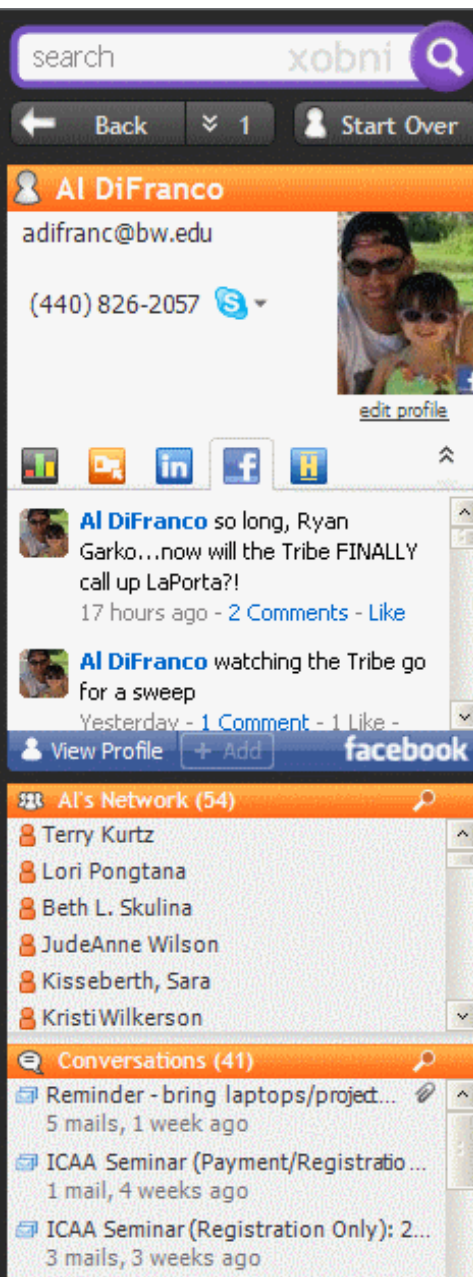 search xobni
Back 1 Start Over
Al DiFranco
adifranc@bw.edu
(440) 826-2057
edit profile
in f H
Al DiFranco so long, Ryan
Garko...now will the Tribe FINALLY
call up LaPorta?!
17 hours ago - 2 Comments - Like
Al DiFranco watching the Tribe go
for a sweep
Yesterday - 1 Comment - 1 Like -
View Profile + Add facebook
Al's Network (54)
Terry Kurtz
Lori Pongtana
Beth L. Skulina
JudeAnne Wilson
Kisseberth, Sara
Kristi Wilkerson
Conversations (41)
Reminder - bring laptops/project...
5 mails, 1 week ago
ICAA Seminar (Payment/Registratio...
1 mail, 4 weeks ago
ICAA Seminar (Registration Only): 2...
3 mails, 3 weeks ago